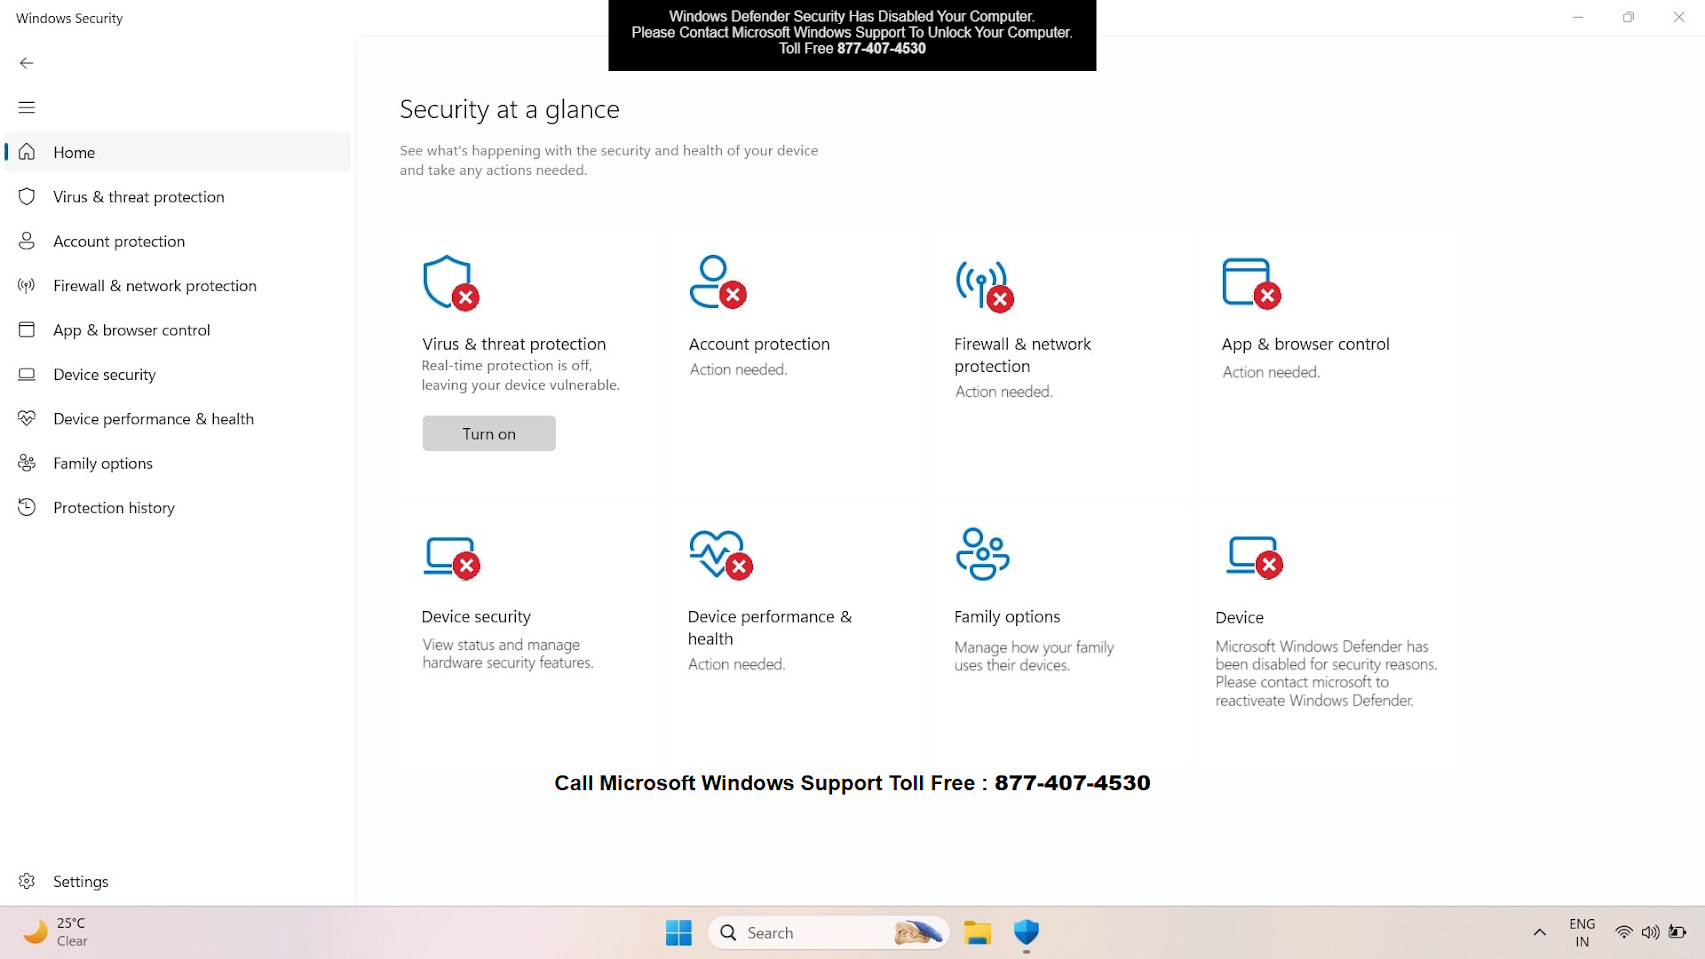 Windows Security
Windows Defender Security Has Disabled Your Computer.
Please Contact Microsoft Windows Support To Unlock Your Computer.
Toll Free 877-407-4530
Home
Virus & threat protection
Account protection
Firewall & network protection
App & browser control
Device security
Device performance & health
Family options
Protection history
Settings
Security at a glance
See what's happening with the security and health of your device
and take any actions needed.
Virus & threat protection
Real-time protection is off,
leaving your device vulnerable.
Turn on
Account protection
Action needed.
Firewall & network
protection
Action needed.
App & browser control
Action needed.
Device security
View status and manage
hardware security features.
Device performance &
health
Action needed.
Family options
Manage how your family
uses their devices.
Device
Microsoft Windows Defender has
been disabled for security reasons.
Please contact microsoft to
reactiveate Windows Defender.
Call Microsoft Windows Support Toll Free : 877-407-4530
25°C
Clear
Search
ENG
IN